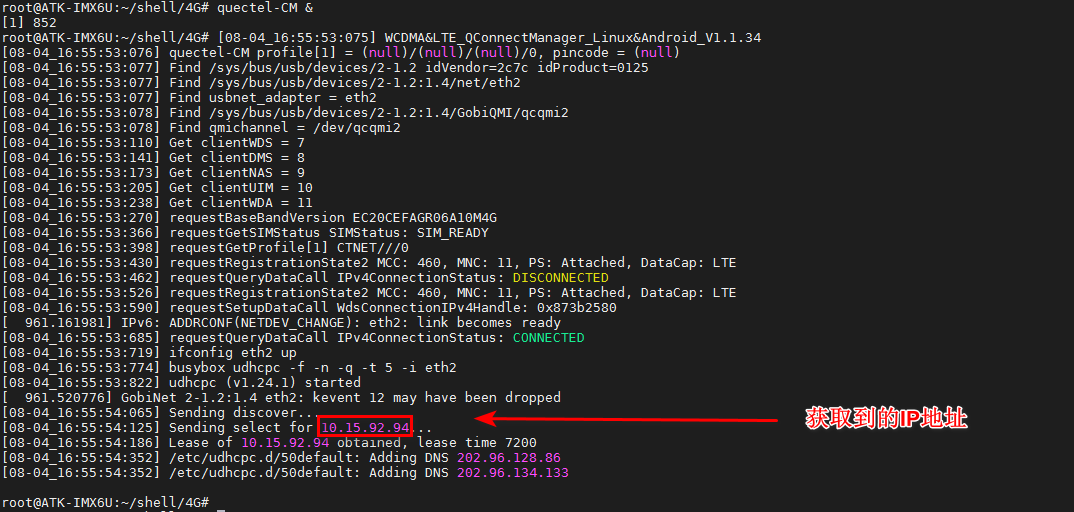 root@ATK-IMX6U:~/shell/4G# quectel-CM &
[1] 852
root@ATK-IMX6U:~/shell/4G# [08-04_16:55:53:075] WCDMA&LTE_QConnectManager_Linux&Android_V1.1.34
[08-04_16:55:53:076] quectel-CM profile[1] = (null)/(null)/(null)/0, pincode = (null)
[08-04_16:55:53:077] Find /sys/bus/usb/devices/2-1.2 idVendor=2c7c idProduct=0125
[08-04_16:55:53:077] Find /sys/bus/usb/devices/2-1.2:1.4/net/eth2
[08-04_16:55:53:077] Find usbnet_adapter = eth2
[08-04_16:55:53:078] Find /sys/bus/usb/devices/2-1.2:1.4/GobiQMI/qcqmi2
[08-04_16:55:53:078] Find qmichannel = /dev/qcqmi2
[08-04_16:55:53:110] Get clientWDS = 7
[08-04_16:55:53:141] Get clientDMS = 8
[08-04_16:55:53:173] Get clientNAS = 9
[08-04_16:55:53:205] Get clientUIM = 10
[08-04_16:55:53:238] Get clientWDA = 11
[08-04_16:55:53:270] requestBaseBandVersion EC20CEFAGR06A10M4G
[08-04_16:55:53:366] requestGetSIMStatus SIMStatus: SIM_READY
[08-04_16:55:53:398] requestGetProfile[1] CTNET///0
[08-04_16:55:53:430] requestRegistrationState2 MCC: 460, MNC: 11, PS: Attached, DataCap: LTE
[08-04_16:55:53:462] requestQueryDataCall IPv4ConnectionStatus: DISCONNECTED
[08-04_16:55:53:526] requestRegistrationState2 MCC: 460, MNC: 11, PS: Attached, DataCap: LTE
[08-04_16:55:53:590] requestSetupDataCall WdsConnectionIPv4Handle: 0x873b2580
[  961.161981] IPv6: ADDRCONF(NETDEV_CHANGE): eth2: link becomes ready
[08-04_16:55:53:685] requestQueryDataCall IPv4ConnectionStatus: CONNECTED
[08-04_16:55:53:719] ifconfig eth2 up
[08-04_16:55:53:774] busybox udhcpc -f -n -q -t 5 -i eth2
[08-04_16:55:53:822] udhcpc (v1.24.1) started
[  961.520776] GobiNet 2-1.2:1.4 eth2: kevent 12 may have been dropped
[08-04_16:55:54:065] Sending discover...
[08-04_16:55:54:125] Sending select for 10.15.92.94...
获取到的IP地址
[08-04_16:55:54:186] Lease of 10.15.92.94 obtained, lease time 7200
[08-04_16:55:54:352] /etc/udhcpc.d/50default: Adding DNS 202.96.128.86
[08-04_16:55:54:352] /etc/udhcpc.d/50default: Adding DNS 202.96.134.133
root@ATK-IMX6U:~/shell/4G#